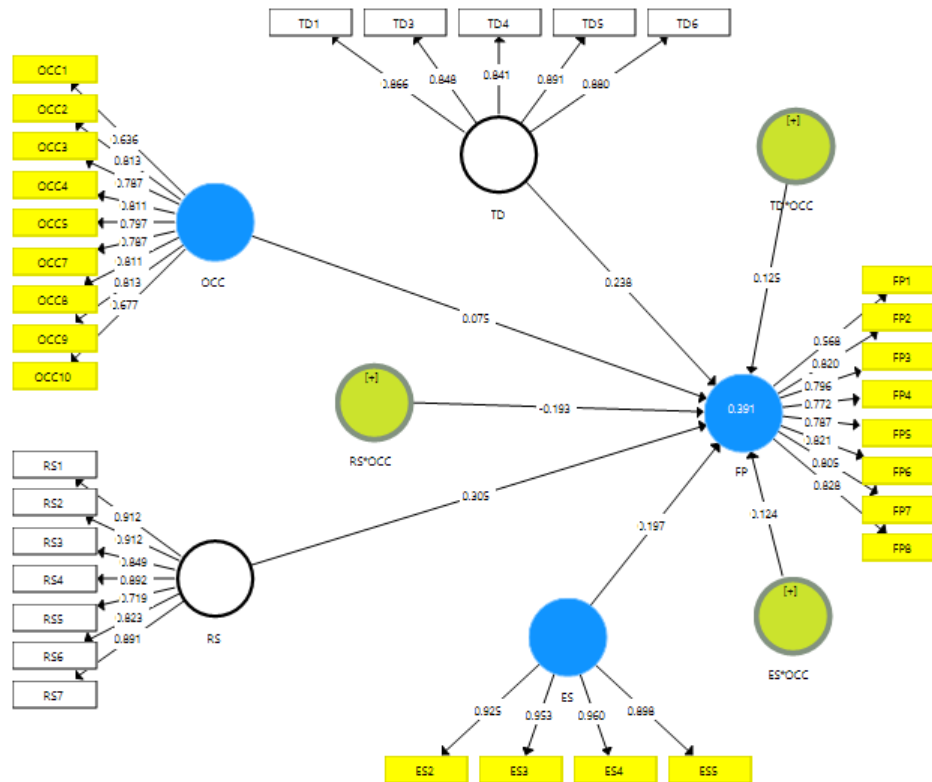 TD1 TD3 TD4 TD5 TD6
0.866 0.848 0.841 0.891 0.880
TD
OCC1
OCC2
OCC3
OCC4
OCC5
OCC7
OCC8
OCC9
OCC10
0.636
0.813
0.787
0.811
0.797
0.787
0.811
0.813
0.677
OCC
[+]
TD*OCC
0.125
0.238
0.075
[+]
RS*OCC
-0.193
0.391
FP
FP1
FP2
FP3
FP4
FP5
FP6
FP7
FP8
0.568
0.820
0.796
0.772
0.787
0.821
0.805
0.828
RS1
RS2
RS3
RS4
RS5
RS6
RS7
0.912
0.912
0.849
0.892
0.719
0.823
0.891
RS
0.305
0.197
0.124
[+]
ES*OCC
ES
0.925 0.953 0.960 0.898
ES2 ES3 ES4 ES5